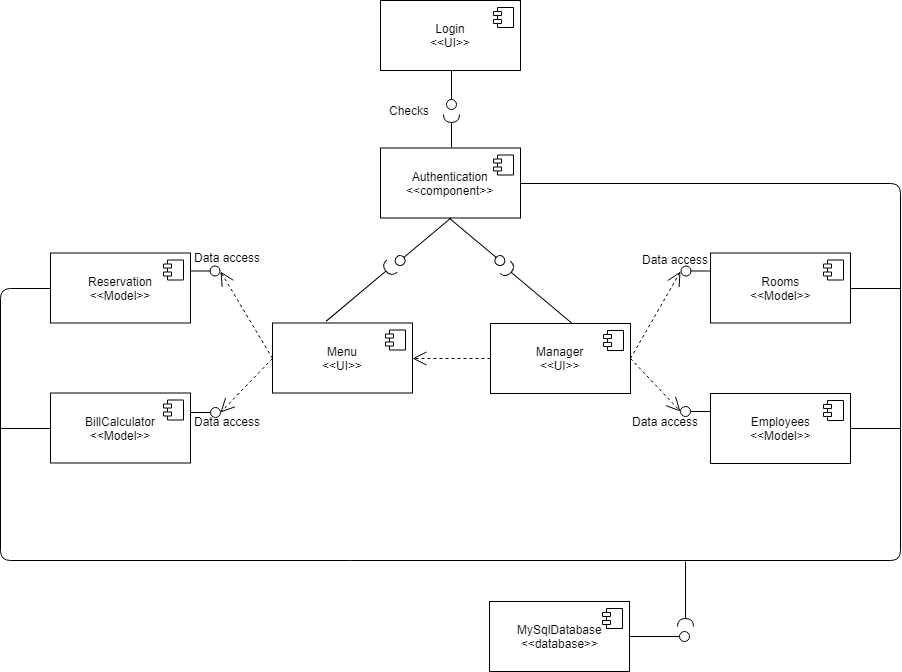 Login
<<UI>>
Checks
Authentication
<<component>>
Data access
Data access
Reservation
<<Model>>
Rooms
<<Model>>
Menu
<<UI>>
Manager
<<UI>>
BillCalculator
<<Model>>
Data access
Data access
Employees
<<Model>>
MySqlDatabase
<<database>>